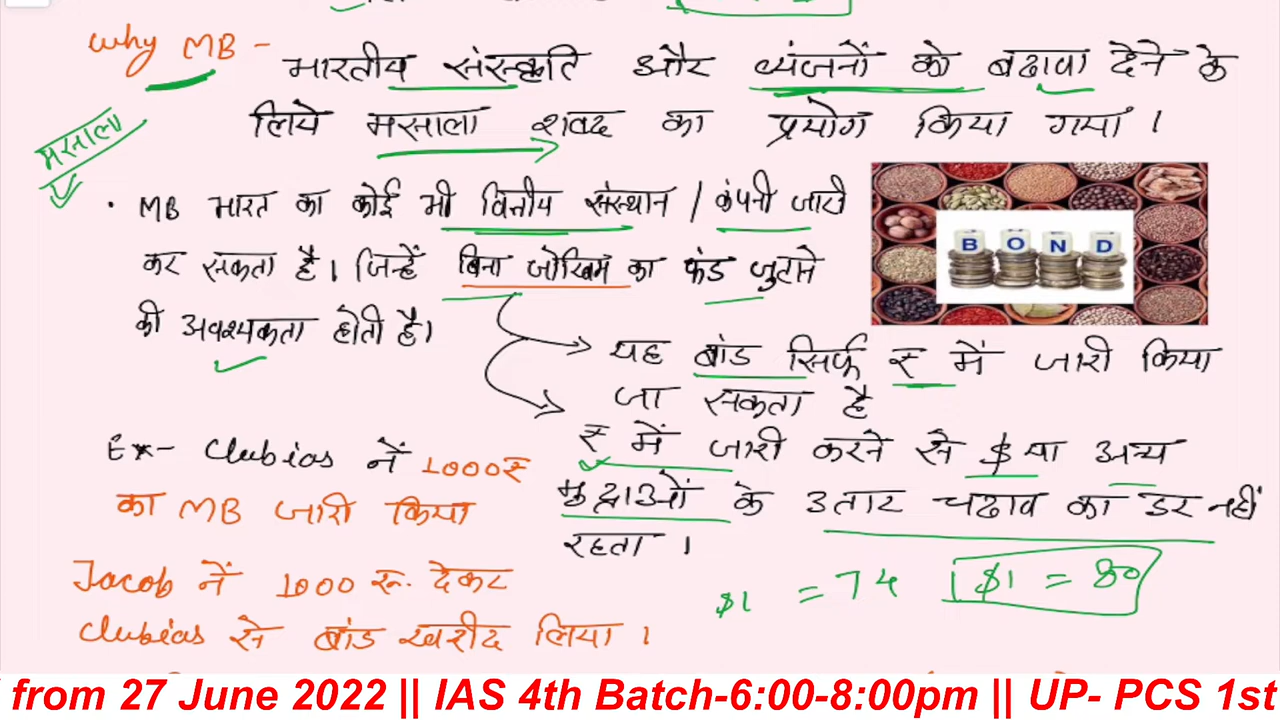 Why MB - भारतीय संस्कृति और व्यंजनों को बढावा देने के
लिये मसाला शवद का प्रयोग किया गया।
मसाला
• MB भारत का कोई भी वित्तीय संस्थान / कंपनी जारी
कर सकता है। जिन्हें बिना जोखिम का फंड जुटाने
की अवश्यकता होती है।
BOND
यह बांड सिर्फ ₹ में जारी किया
जा सकता है
₹ में जारी करने से $ या अन्य
मुद्राओं के उतार चढाव का डर नहीं
रहता।
$1 = 74 $1 = 80
Ex- Clubias नें 1000₹
का MB जारी किया
Jacob नें 1000 रू. देकर
Clubias से बांड खरीद लिया।
from 27 June 2022 || IAS 4th Batch-6:00-8:00pm || UP- PCS 1st